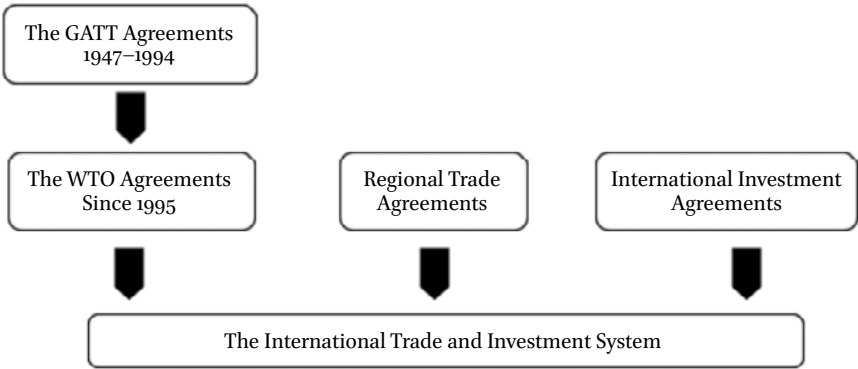 The GATT Agreements
1947–1994
The WTO Agreements
Since 1995
Regional Trade
Agreements
International Investment
Agreements
The International Trade and Investment System